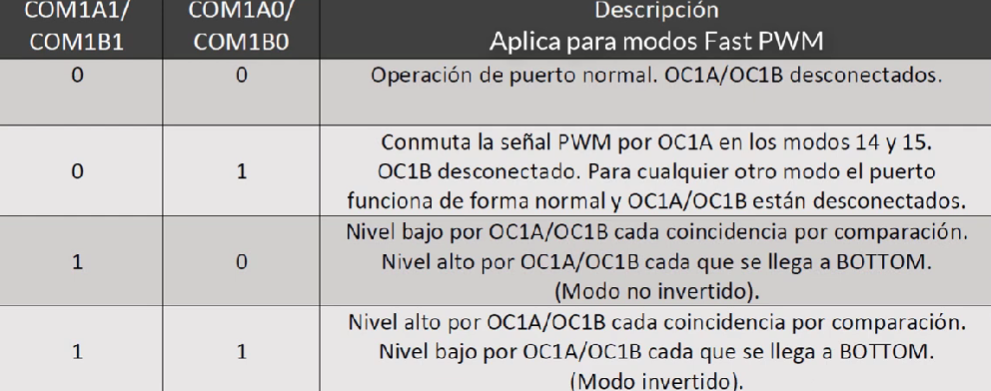 COM1A1/ COM1A0/ Descripción
COM1B1 COM1B0 Aplica para modos Fast PWM
0 0 Operación de puerto normal. OC1A/OC1B desconectados.
Conmuta la señal PWM por OC1A en los modos 14 y 15.
0 1 OC1B desconectado. Para cualquier otro modo el puerto
funciona de forma normal y OC1A/OC1B están desconectados.
Nivel bajo por OC1A/OC1B cada coincidencia por comparación.
1 0 Nivel alto por OC1A/OC1B cada que se llega a BOTTOM.
(Modo no invertido).
Nivel alto por OC1A/OC1B cada coincidencia por comparación.
1 1 Nivel bajo por OC1A/OC1B cada que se llega a BOTTOM.
(Modo invertido).